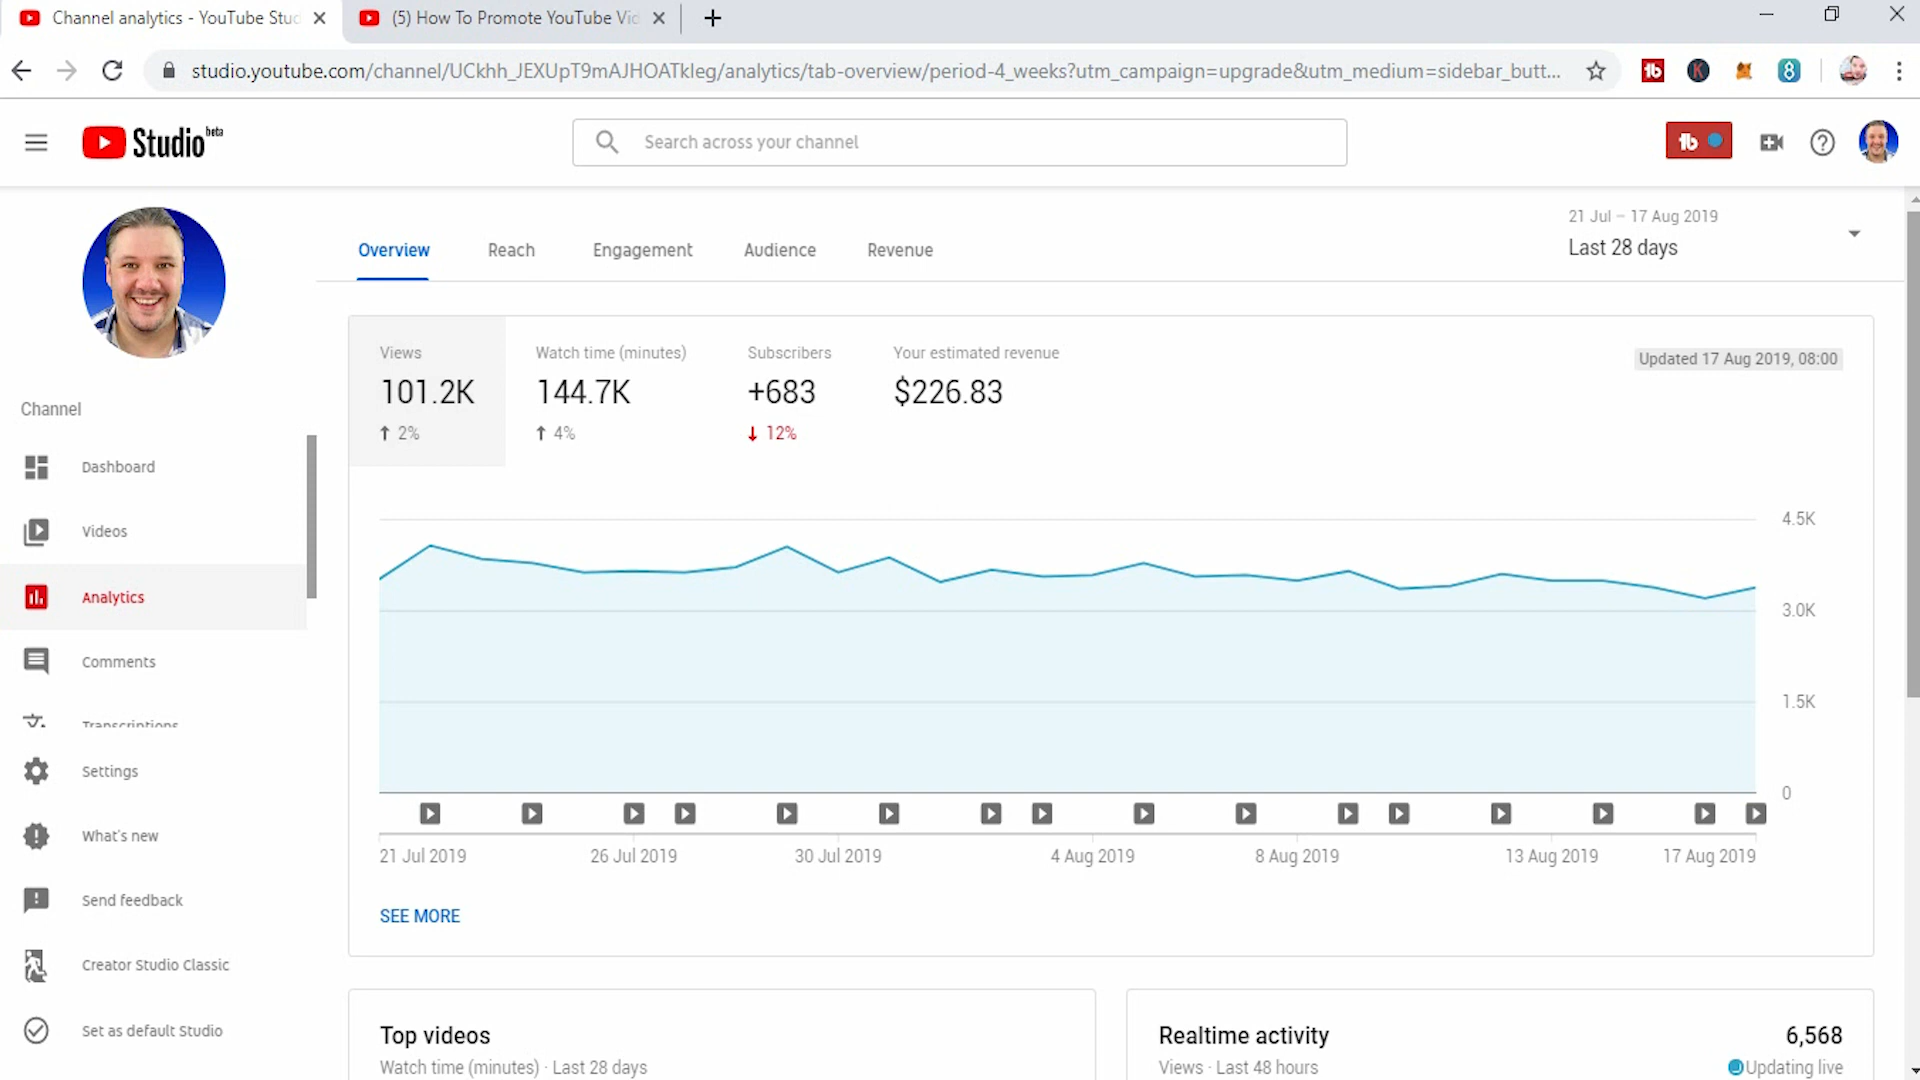 Channel analytics - YouTube Stu
(5) How To Promote YouTube Vi
studio.youtube.com/channel/UCkhh_JEXUpT9mAJHOATkleg/analytics/tab-overview/period-4_weeks?utm_campaign=upgrade&utm_medium=sidebar_butt...
Studio beta
Search across your channel
21 Jul – 17 Aug 2019
Last 28 days
Overview
Reach
Engagement
Audience
Revenue
Views
101.2K
2%
Watch time (minutes)
144.7K
4%
Subscribers
+683
12%
Your estimated revenue
$226.83
Updated 17 Aug 2019, 08:00
Channel
Dashboard
Videos
Analytics
Comments
Transcriptions
Settings
What's new
Send feedback
Creator Studio Classic
Set as default Studio
4.5K
3.0K
1.5K
0
21 Jul 2019
26 Jul 2019
30 Jul 2019
4 Aug 2019
8 Aug 2019
13 Aug 2019
17 Aug 2019
SEE MORE
Top videos
Watch time (minutes) · Last 28 days
Realtime activity
6,568
Views · Last 48 hours
Updating live